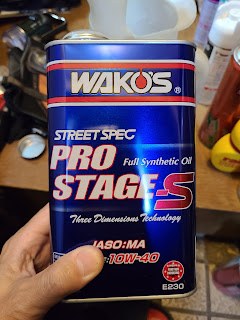 WAKO'S®
STREET SPEC
PRO
Full Synthetic Oil
STAGE-S
Three Dimensions Technology
JASO:MA
10W-40
E230